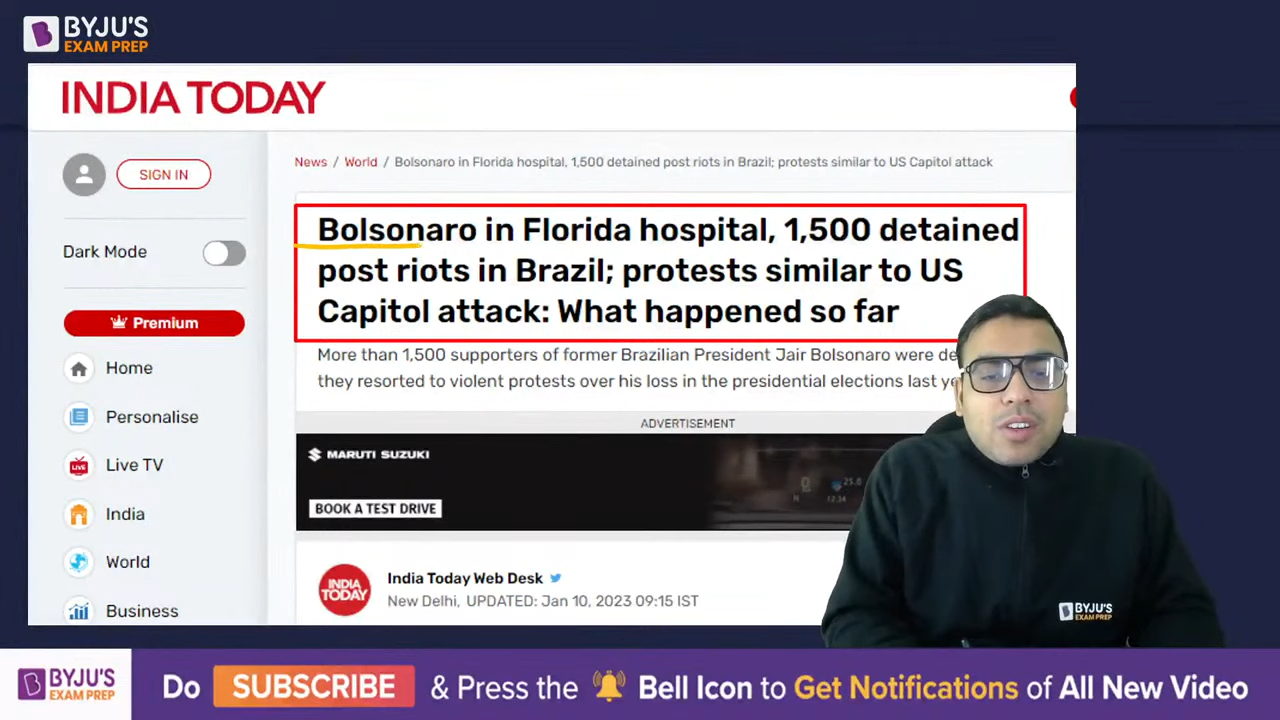 BYJU'S
EXAM PREP
INDIA TODAY
SIGN IN
News / World / Bolsonaro in Florida hospital, 1,500 detained post riots in Brazil; protests similar to US Capitol attack
Dark Mode
Bolsonaro in Florida hospital, 1,500 detained
post riots in Brazil; protests similar to US
Capitol attack: What happened so far
Premium
More than 1,500 supporters of former Brazilian President Jair Bolsonaro were
they resorted to violent protests over his loss in the presidential elections last
Home
Personalise
LIVE
Live TV
India
World
Business
ADVERTISEMENT
MARUTI SUZUKI
BOOK A TEST DRIVE
25.0
12:34
INDIA
TODAY
India Today Web Desk
New Delhi, UPDATED: Jan 10, 2023 09:15 IST
BYJU'S
EXAM PREP
BYJU'S
EXAM PREP
Do SUBSCRIBE & Press the Bell Icon to Get Notifications of All New Video